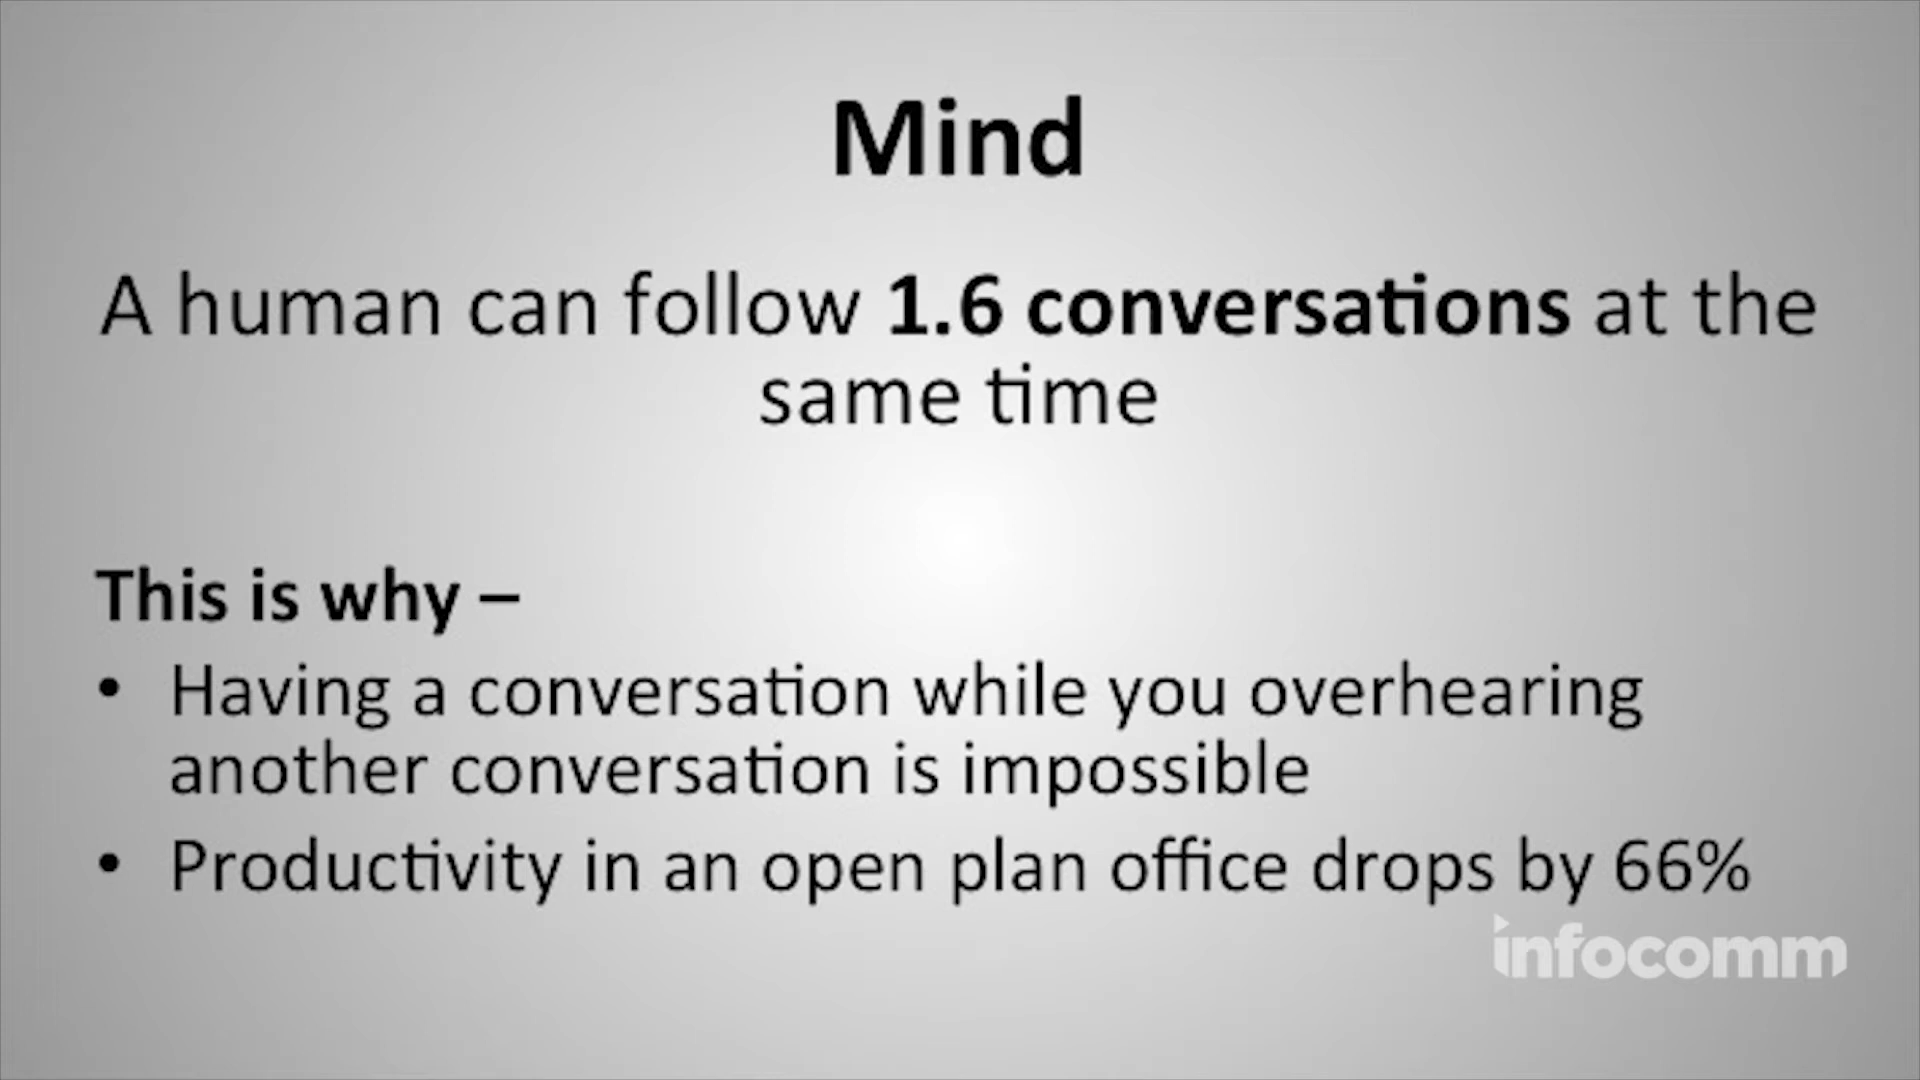 Mind
A human can follow 1.6 conversations at the
same time
This is why –
• Having a conversation while you overhearing
another conversation is impossible
• Productivity in an open plan office drops by 66%
infocomm